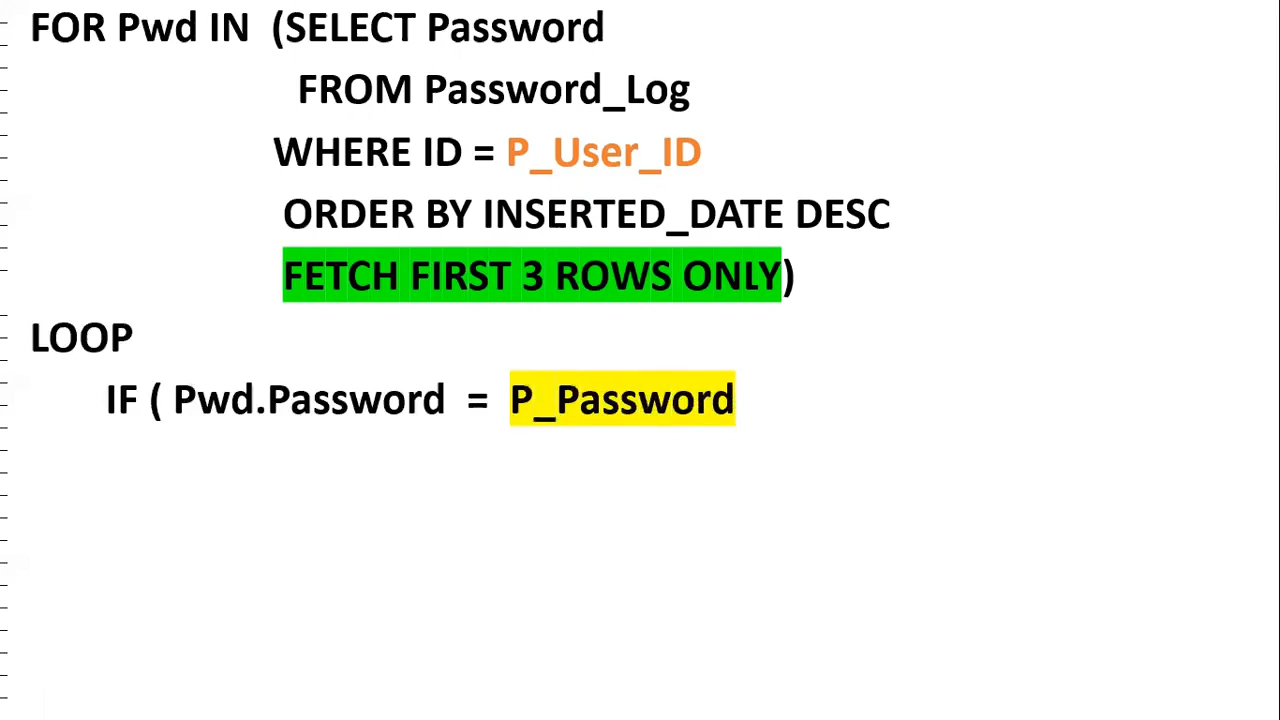 FOR Pwd IN (SELECT Password
FROM Password_Log
WHERE ID = P_User_ID
ORDER BY INSERTED_DATE DESC
FETCH FIRST 3 ROWS ONLY)
LOOP
IF ( Pwd.Password = P_Password